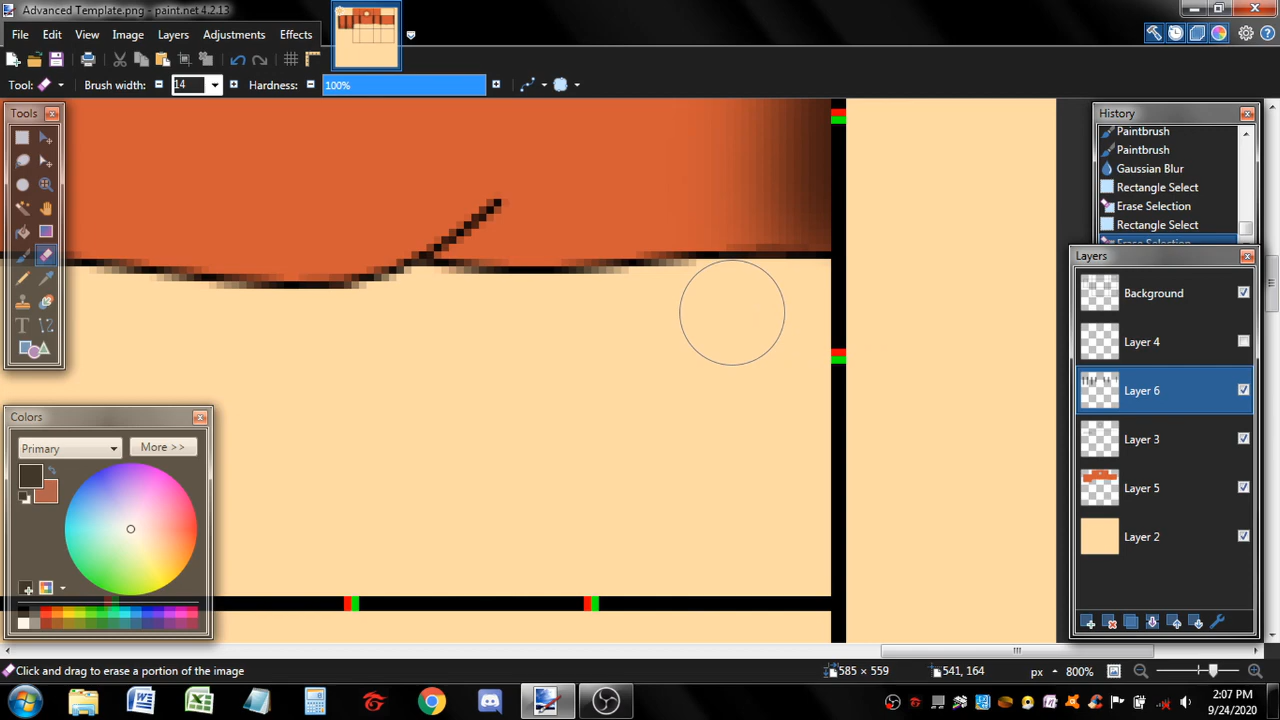 Advanced Template.png - paint.net 4.2.13
File Edit View Image Layers Adjustments Effects
Tool: Brush width: 14 Hardness: 100%
Tools
History
Paintbrush
Paintbrush
Gaussian Blur
Rectangle Select
Erase Selection
Rectangle Select
Erase Selection
Layers
Background
Layer 4
Layer 6
Layer 3
Layer 5
Layer 2
Colors
Primary
More >>
T
Click and drag to erase a portion of the image
585 × 559
541, 164
px
800%
2:07 PM
9/24/2020